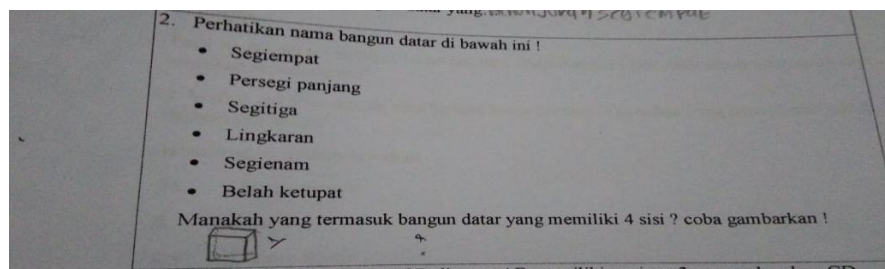 2. Perhatikan nama bangun datar di bawah ini !
• Segiempat
• Persegi panjang
• Segitiga
• Lingkaran
• Segienam
• Belah ketupat
Manakah yang termasuk bangun datar yang memiliki 4 sisi ? coba gambarkan !